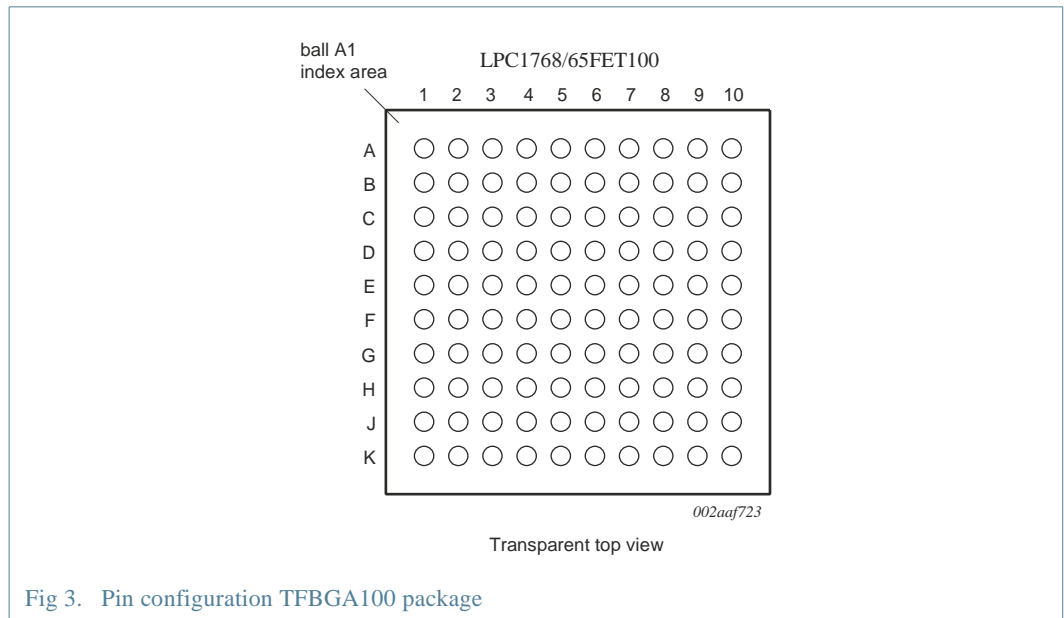 ball A1
index area
LPC1768/65FET100
1 2 3 4 5 6 7 8 9 10
A
B
C
D
E
F
G
H
J
K
002aaf723
Transparent top view
Fig 3. Pin configuration TFBGA100 package